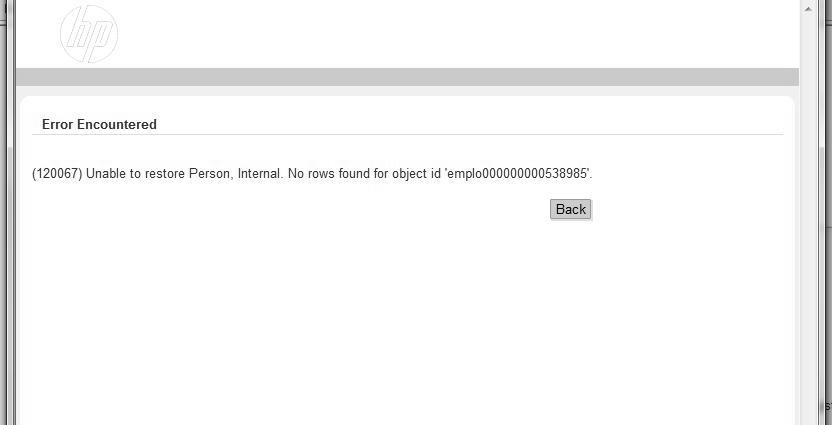 hp
Error Encountered
(120067) Unable to restore Person, Internal. No rows found for object id 'emplo000000000538985'.
Back